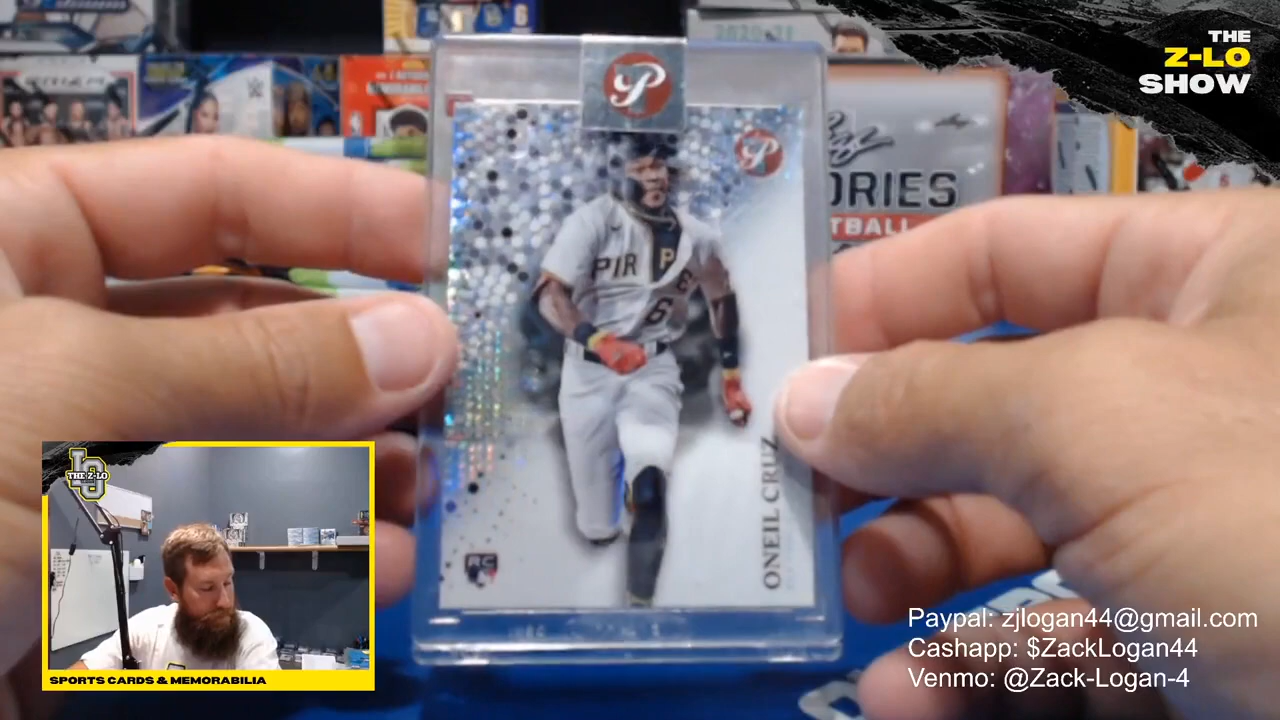 THE
Z-LO
SHOW
P
P
ORIES
TBALL
PIR P
6
ONEIL CRUZ
RC
THE Z-LO
SPORTS CARDS & MEMORABILIA
Paypal: zjlogan44@gmail.com
Cashapp: $ZackLogan44
Venmo: @Zack-Logan-4